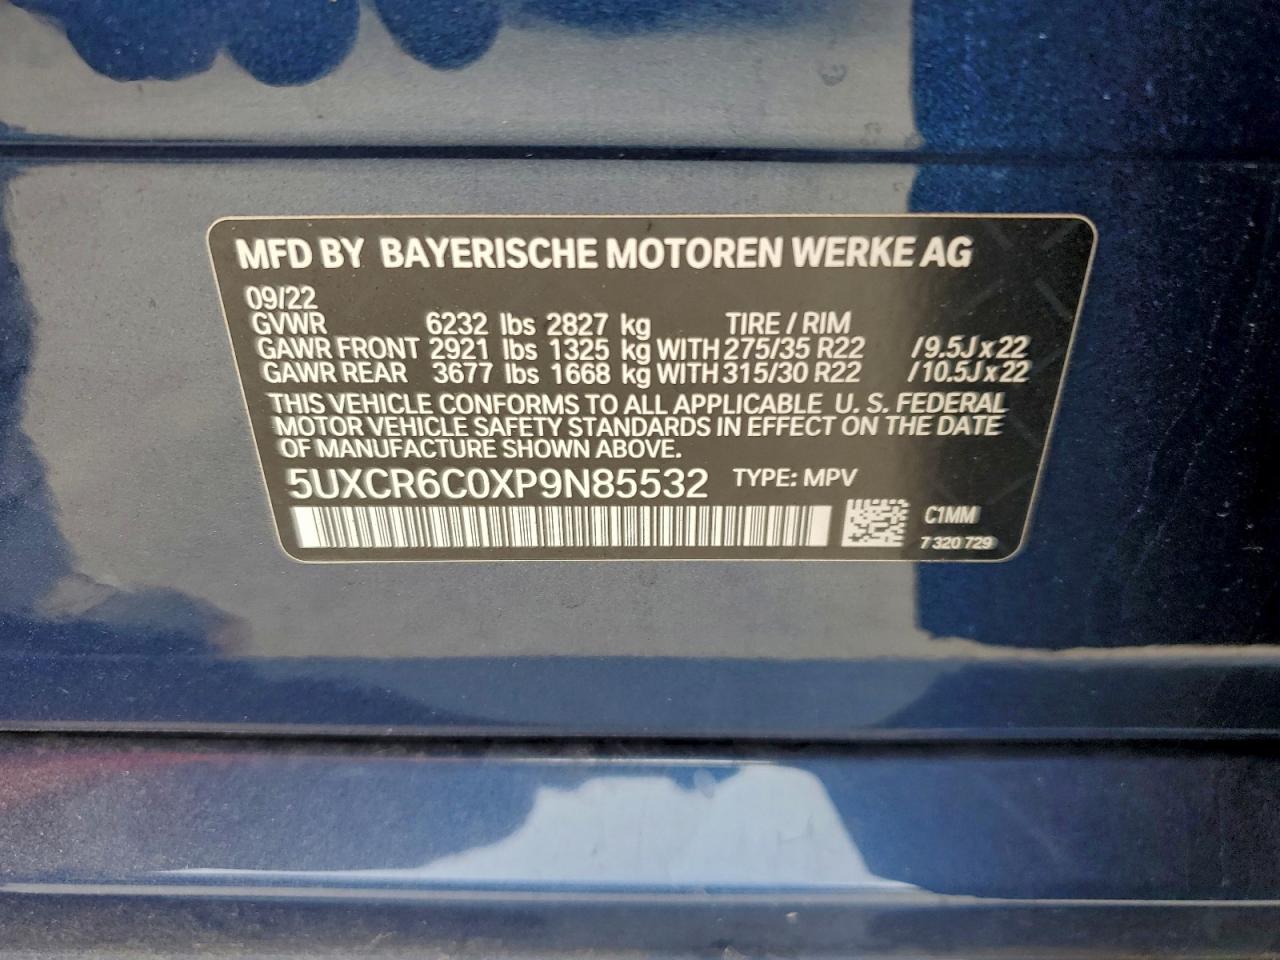 MFD BY BAYERISCHE MOTOREN WERKE AG
09/22
GVWR 6232 lbs 2827 kg TIRE / RIM
GAWR FRONT 2921 lbs 1325 kg WITH 275/35 R22 /9.5J x 22
GAWR REAR 3677 lbs 1668 kg WITH 315/30 R22 /10.5J x 22
THIS VEHICLE CONFORMS TO ALL APPLICABLE U. S. FEDERAL
MOTOR VEHICLE SAFETY STANDARDS IN EFFECT ON THE DATE
OF MANUFACTURE SHOWN ABOVE.
5UXCR6C0XP9N85532 TYPE: MPV
C1MM
7 320 729